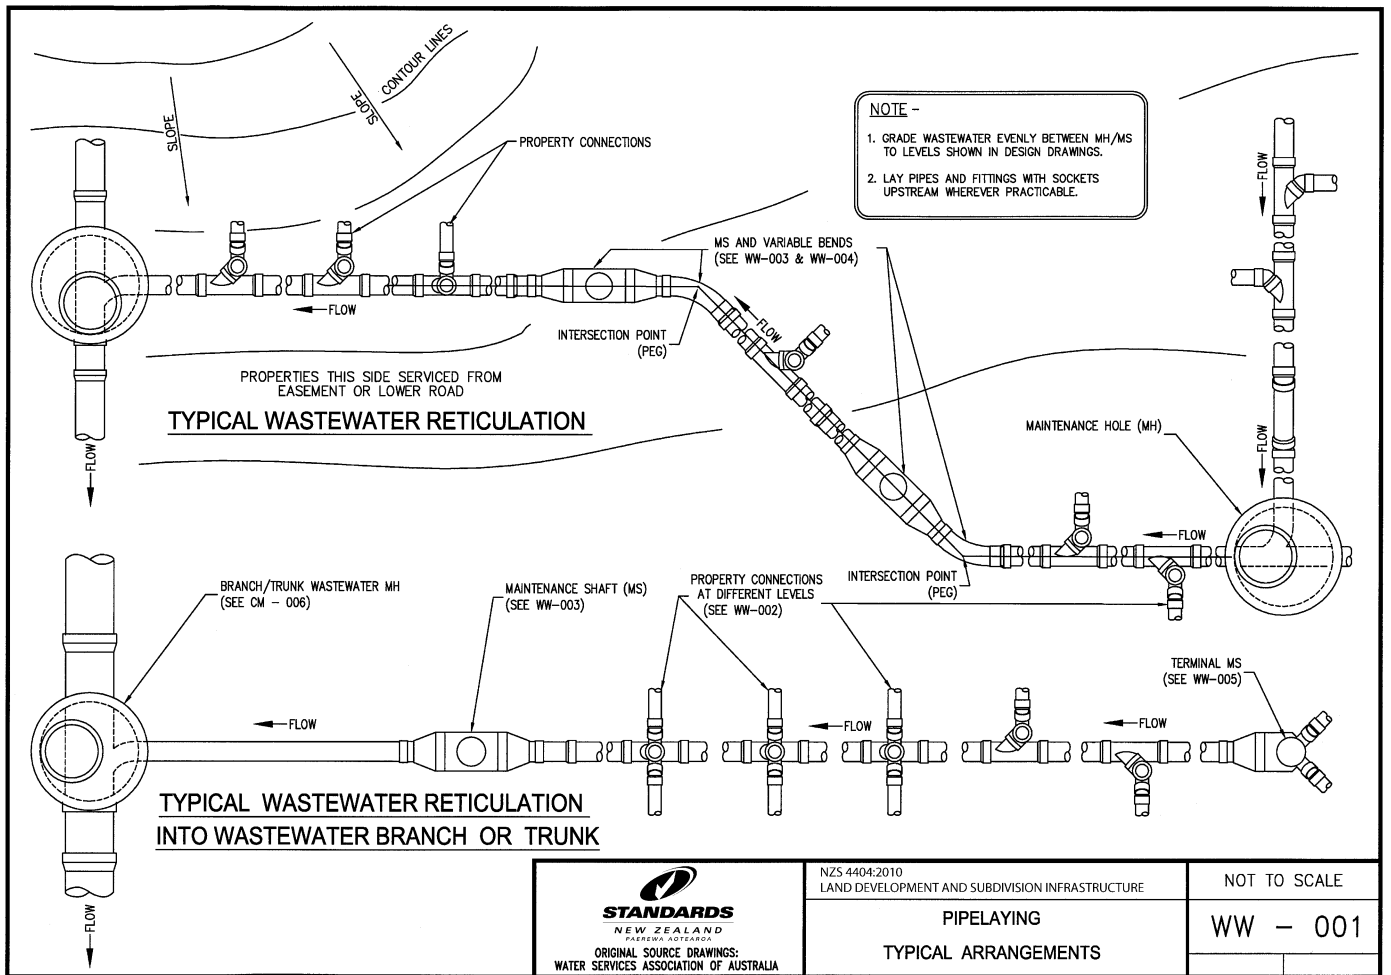 CONTOUR LINES
SLOPE
SLOPE
PROPERTY CONNECTIONS
NOTE -
1. GRADE WASTEWATER EVENLY BETWEEN MH/MS
TO LEVELS SHOWN IN DESIGN DRAWINGS.
2. LAY PIPES AND FITTINGS WITH SOCKETS
UPSTREAM WHEREVER PRACTICABLE.
FLOW
MS AND VARIABLE BENDS
(SEE WW-003 & WW-004)
FLOW
FLOW
INTERSECTION POINT
(PEG)
PROPERTIES THIS SIDE SERVICED FROM
EASEMENT OR LOWER ROAD
TYPICAL WASTEWATER RETICULATION
FLOW
MAINTENANCE HOLE (MH)
FLOW
FLOW
INTERSECTION POINT
(PEG)
BRANCH/TRUNK WASTEWATER MH
(SEE CM - 006)
MAINTENANCE SHAFT (MS)
(SEE WW-003)
PROPERTY CONNECTIONS
AT DIFFERENT LEVELS
(SEE WW-002)
TERMINAL MS
(SEE WW-005)
FLOW
FLOW
FLOW
TYPICAL WASTEWATER RETICULATION
INTO WASTEWATER BRANCH OR TRUNK
FLOW
STANDARDS
NEW ZEALAND
PAEREWA AOTEAROA
ORIGINAL SOURCE DRAWINGS:
WATER SERVICES ASSOCIATION OF AUSTRALIA
NZS 4404:2010
LAND DEVELOPMENT AND SUBDIVISION INFRASTRUCTURE
PIPELAYING
TYPICAL ARRANGEMENTS
NOT TO SCALE
WW - 001